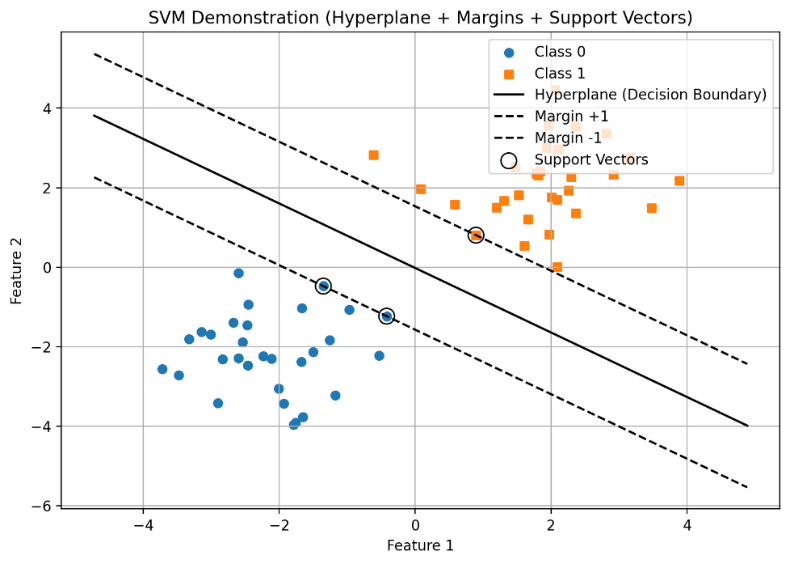 SVM Demonstration (Hyperplane + Margins + Support Vectors)
Class 0
Class 1
Hyperplane (Decision Boundary)
Margin +1
Margin -1
Support Vectors
Feature 2
4
2
0
−2
−4
−6
−4
−2
0
2
4
Feature 1